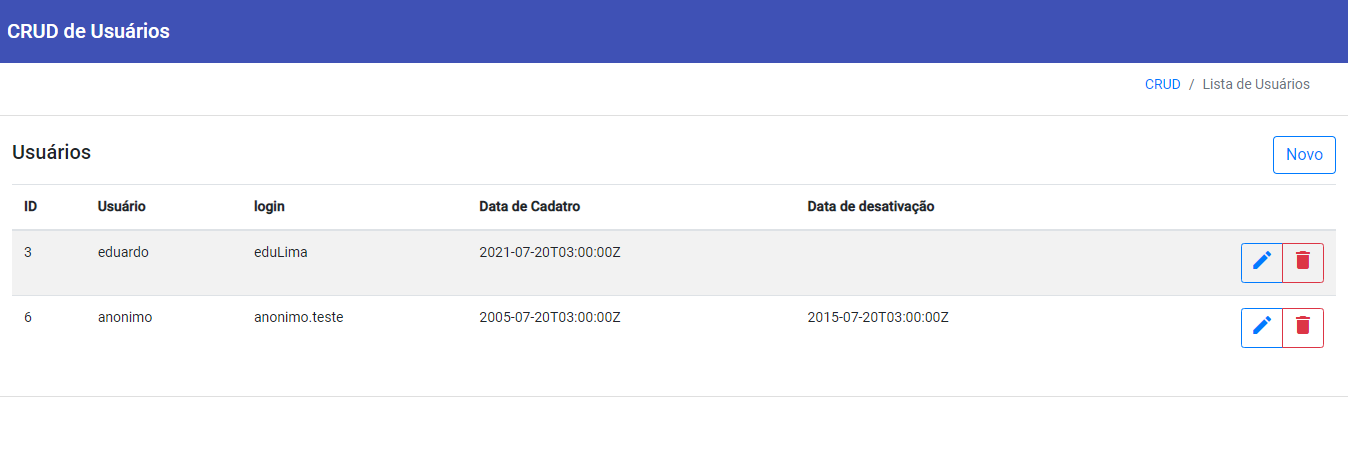 CRUD de Usuários
CRUD / Lista de Usuários
Usuários
Novo
ID Usuário login Data de Cadatro Data de desativação
3 eduardo eduLima 2021-07-20T03:00:00Z
6 anonimo anonimo.teste 2005-07-20T03:00:00Z 2015-07-20T03:00:00Z